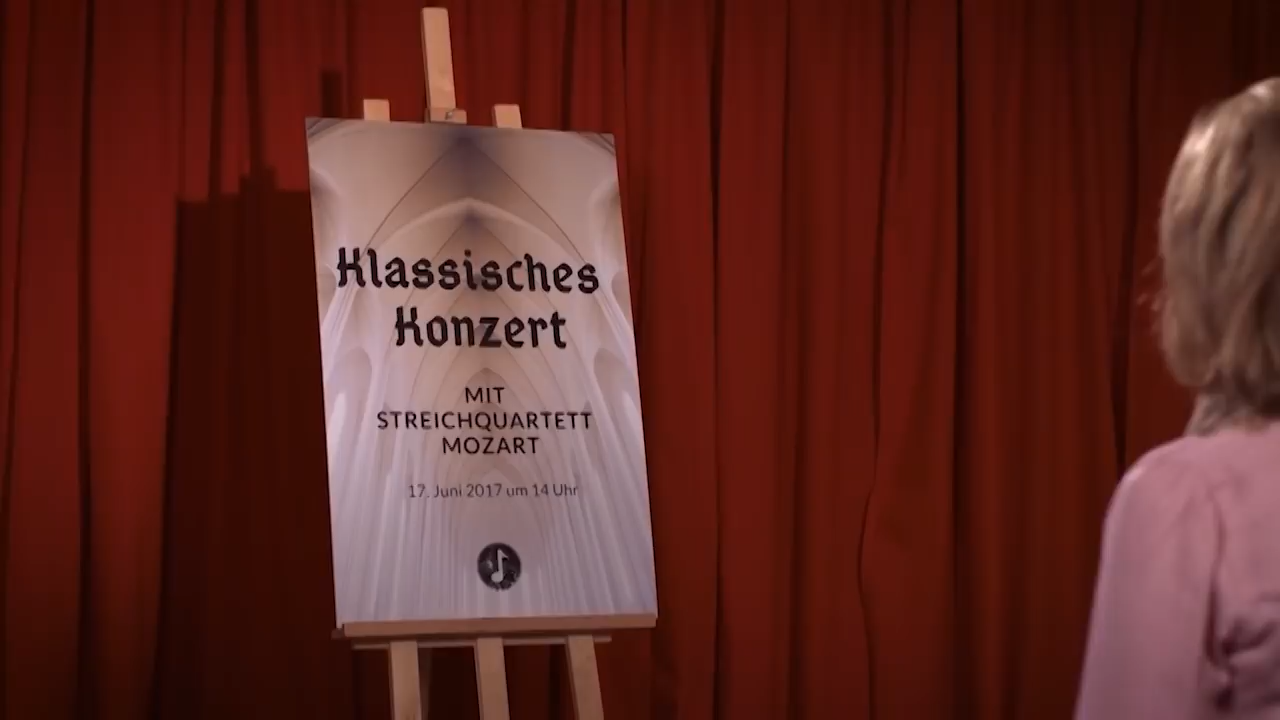 Klassisches
Konzert
MIT
STREICHQUARTETT
MOZART
17. Juni 2017 um 14 Uhr